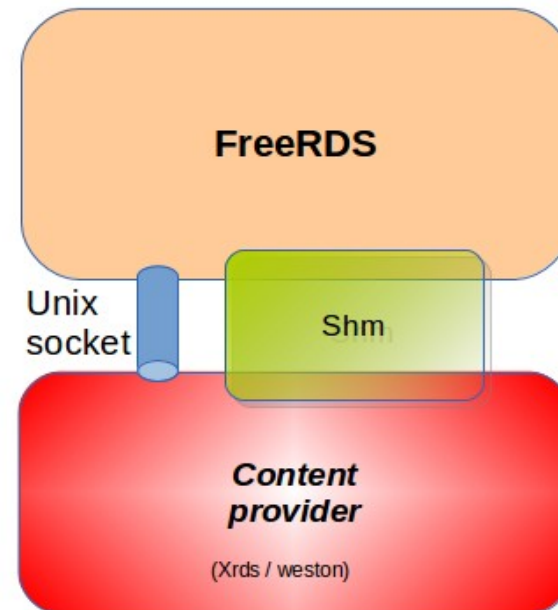 FreeRDS
Unix
socket
Shm
Content
provider
(Xrds / weston)